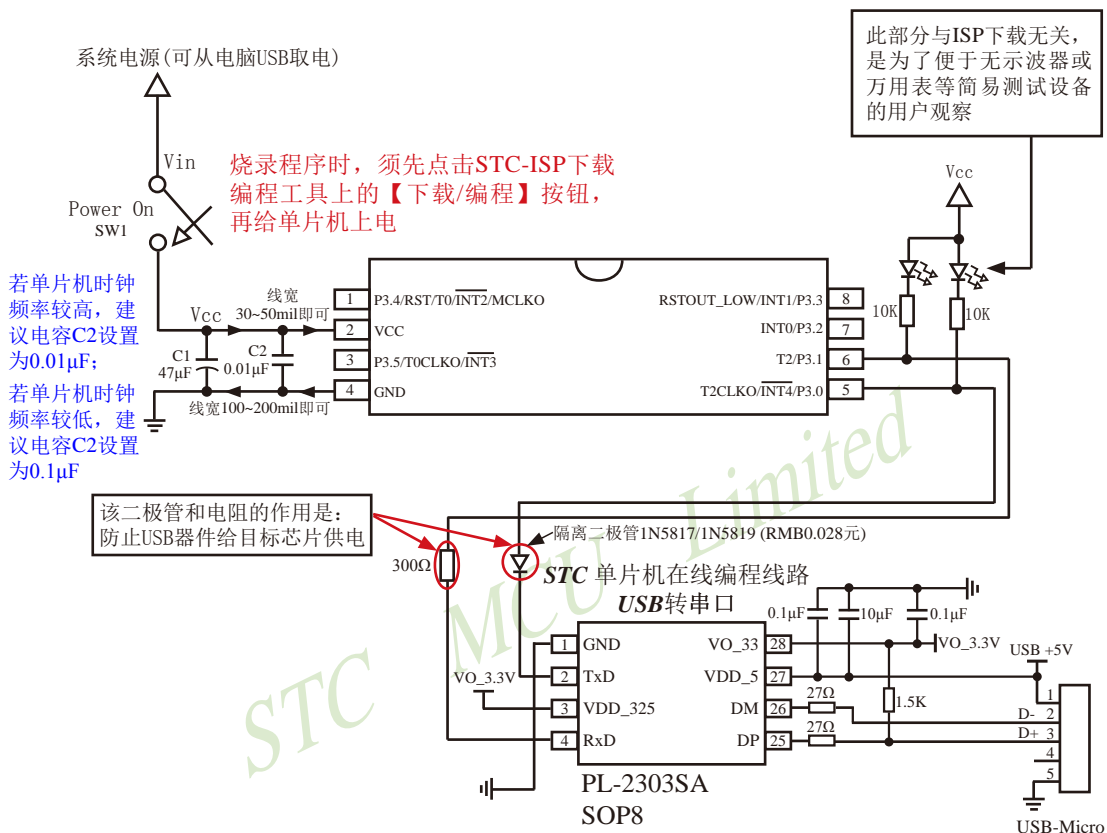 系统电源(可从电脑USB取电)
此部分与ISP下载无关，
是为了便于无示波器或
万用表等简易测试设备
的用户观察
Vin
Power On
SW1
烧录程序时，须先点击STC-ISP下载
编程工具上的【下载/编程】按钮，
再给单片机上电
Vcc
10K
10K
若单片机时钟
频率较高，建
议电容C2设置
为0.01μF；
若单片机时钟
频率较低，建
议电容C2设置
为0.1μF
Vcc
线宽
30~50mil即可
C1
47μF
C2
0.01μF
线宽100~200mil即可
1 P3.4/RST/T0/INT2/MCLKO
2 VCC
3 P3.5/T0CLKO/INT3
4 GND
RSTOUT_LOW/INT1/P3.3 8
INT0/P3.2 7
T2/P3.1 6
T2CLKO/INT4/P3.0 5
该二极管和电阻的作用是：
防止USB器件给目标芯片供电
300Ω
隔离二极管1N5817/1N5819 (RMB0.028元)
STC 单片机在线编程线路
USB转串口
0.1μF
10μF
0.1μF
1 GND
2 TxD
3 VDD_325
4 RxD
VO_33 28
VDD_5 27
DM 26
DP 25
VO_3.3V
VO_3.3V
USB +5V
27Ω
27Ω
1.5K
D-
D+
1
2
3
4
5
PL-2303SA
SOP8
USB-Micro
STC MCU Limited